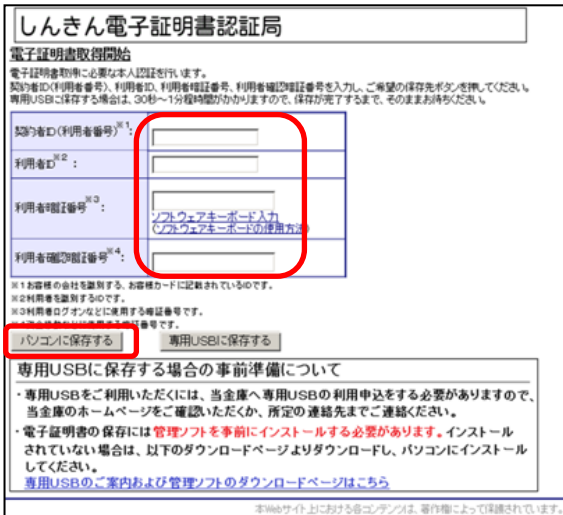 しんきん電子証明書認証局
電子証明書取得開始
電子証明書取得に必要な本人認証を行います。
契約者ID(利用者番号)、利用者ID、利用者暗証番号、利用者確認暗証番号を入力し、ご希望の保存先ボタンを押してください。
専用USBに保存する場合は、30秒～1分程時間がかかりますので、保存が完了するまで、そのままお待ちください。
契約者ID(利用者番号)※1:
利用者ID※2:
利用者暗証番号※3:
ソフトウェアキーボード入力
(ソフトウェアキーボードの使用方法)
利用者確認暗証番号※4:
※1お客様の会社を識別する、お客様カードに記載されているIDです。
※2利用者を識別するIDです。
※3利用者ログオンなどに使用する暗証番号です。
番号です。
パソコンに保存する
専用USBに保存する
専用USBに保存する場合の事前準備について
・専用USBをご利用いただくには、当金庫へ専用USBの利用申込をする必要がありますので、
当金庫のホームページをご確認いただくか、所定の連絡先までご連絡ください。
・電子証明書の保存には管理ソフトを事前にインストールする必要があります。インストール
されていない場合は、以下のダウンロードページよりダウンロードし、パソコンにインストール
してください。
専用USBのご案内および管理ソフトのダウンロードページはこちら
本Webサイト上における各コンテンツは、著作権によって保護されています。